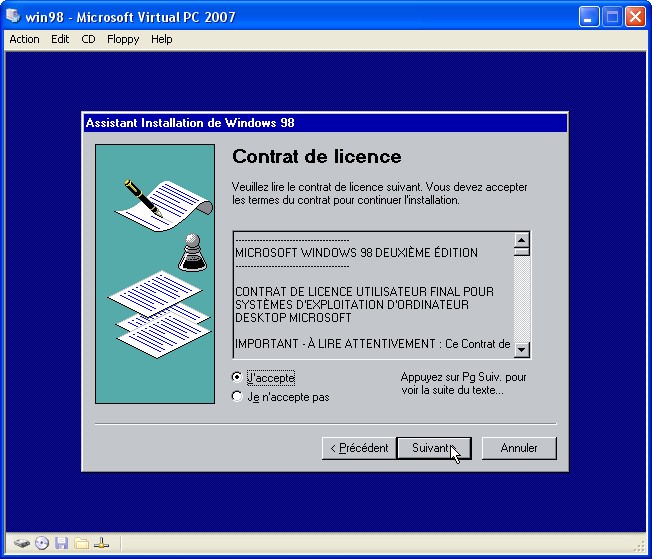 win98 - Microsoft Virtual PC 2007
Action Edit CD Floppy Help
Assistant Installation de Windows 98
Contrat de licence
Veuillez lire le contrat de licence suivant. Vous devez accepter
les termes du contrat pour continuer l'installation.
----------------------------------------
MICROSOFT WINDOWS 98 DEUXIÈME ÉDITION
----------------------------------------
CONTRAT DE LICENCE UTILISATEUR FINAL POUR
SYSTÈMES D'EXPLOITATION D'ORDINATEUR
DESKTOP MICROSOFT
IMPORTANT - À LIRE ATTENTIVEMENT : Ce Contrat de
J'accepte
Je n'accepte pas
Appuyez sur Pg Suiv. pour
voir la suite du texte...
< Précédent Suivant> Annuler